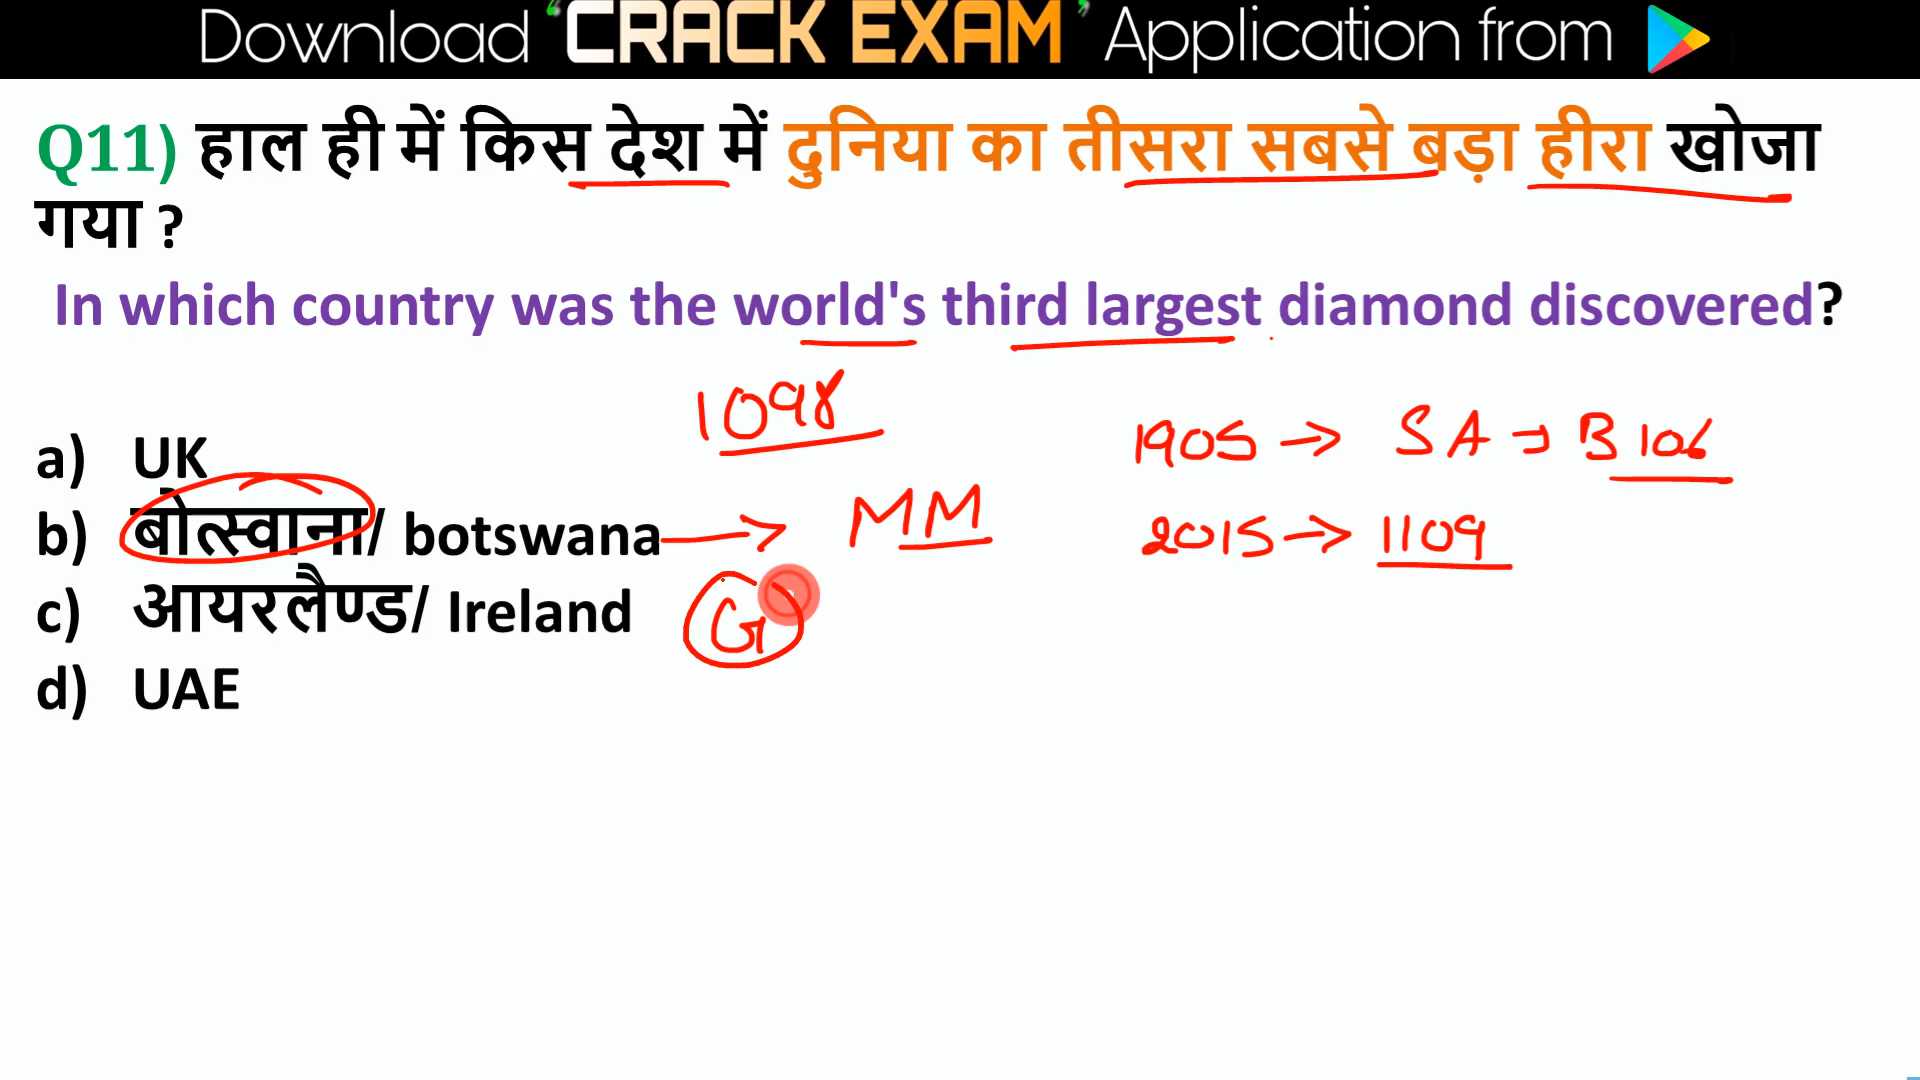 Download 'CRACK EXAM' Application from
Q11) हाल ही में किस देश में दुनिया का तीसरा सबसे बड़ा हीरा खोजा
गया ?
In which country was the world's third largest diamond discovered?
1098
a) UK
1905 → SA → B 106
b) बोत्स्वाना/ botswana → MM
2015 → 1109
c) आयरलैण्ड/ Ireland
G
d) UAE